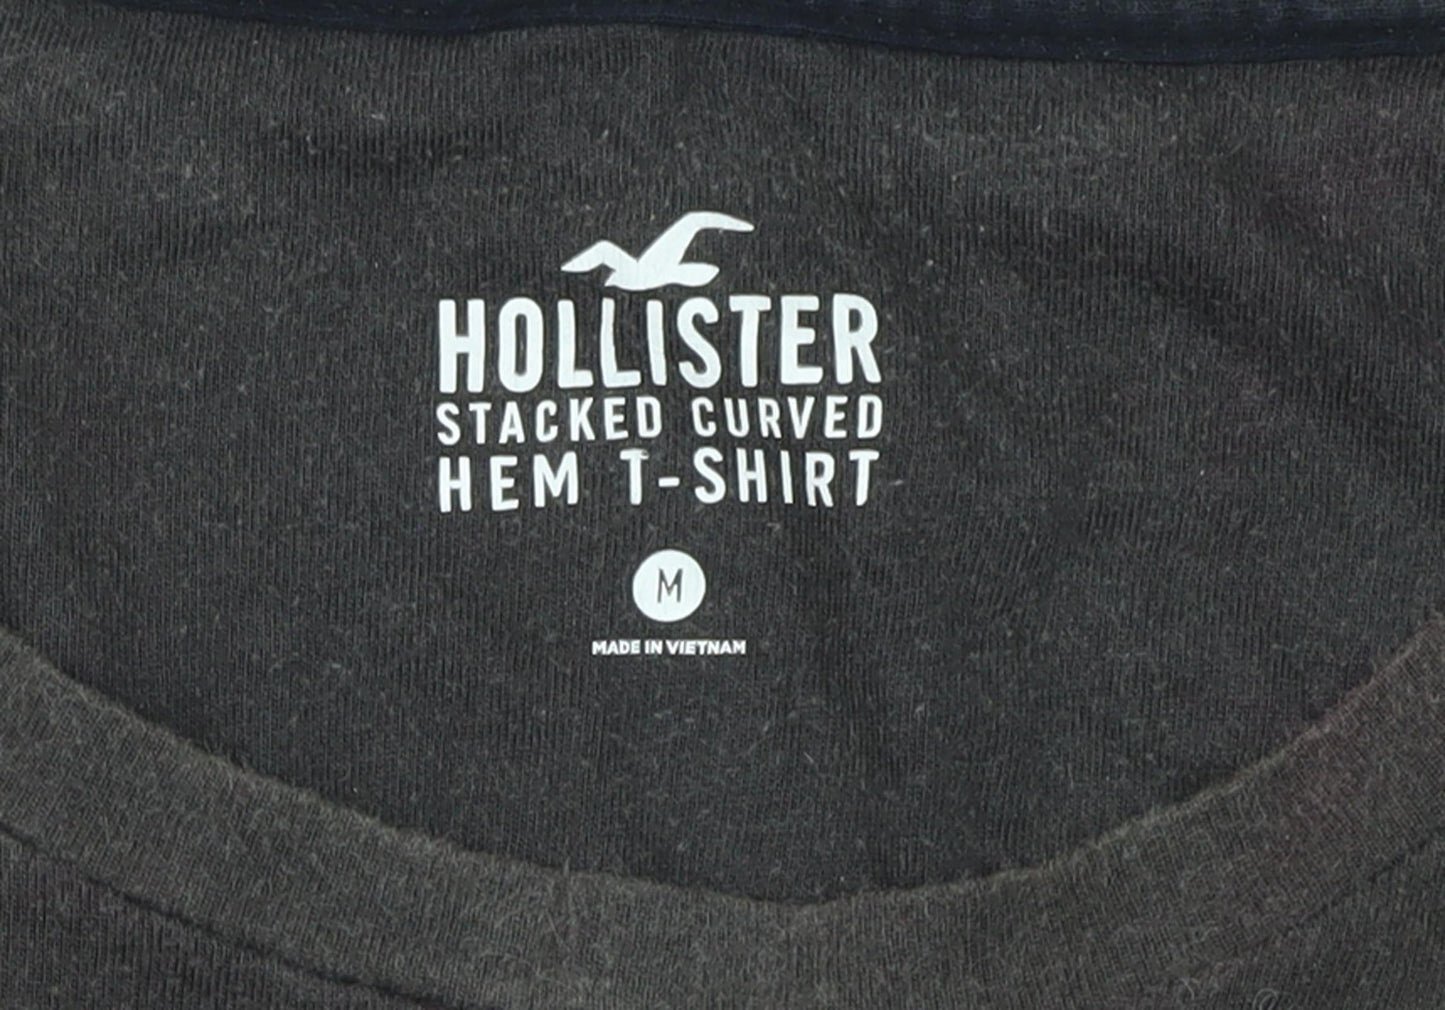 HOLLISTER
STACKED CURVED
HEM T-SHIRT
M
MADE IN VIETNAM